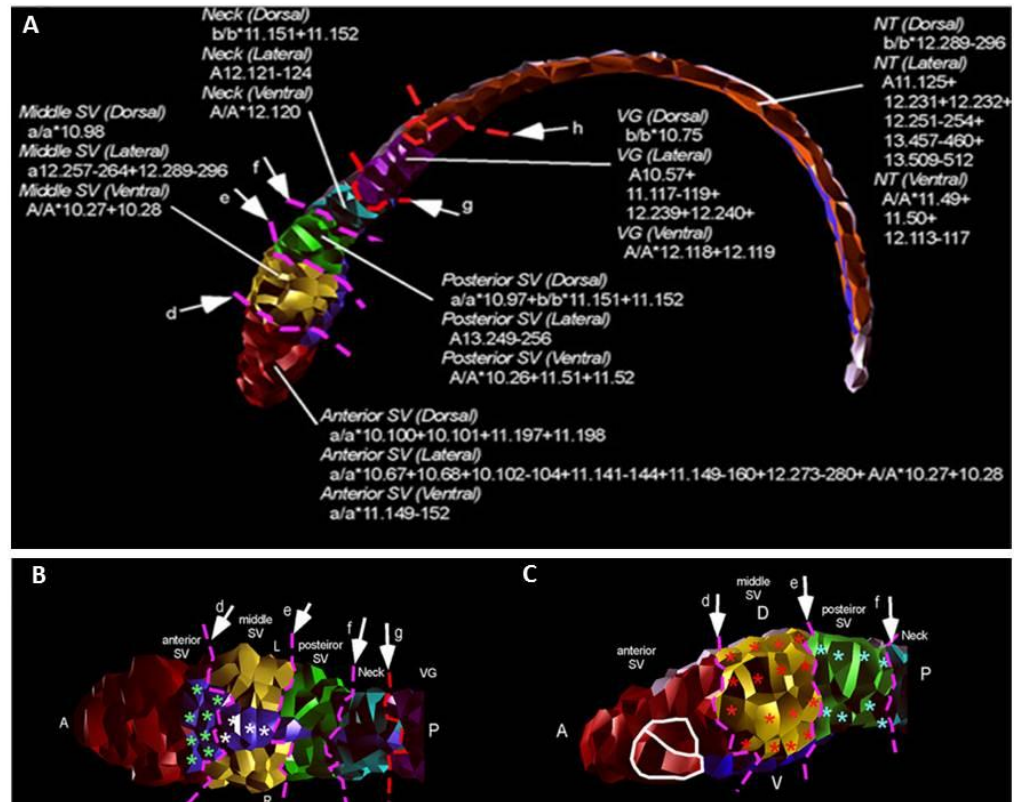 A
Neck (Dorsal)
b/b*11.151+11.152
Neck (Lateral)
A12.121-124
Neck (Ventral)
A/A*12.120
Middle SV (Dorsal)
a/a*10.98
Middle SV (Lateral)
a12.257-264+12.289-296
Middle SV (Ventral)
A/A*10.27+10.28
NT (Dorsal)
b/b*12.289-296
NT (Lateral)
A11.125+
12.231+12.232+
12.251-254+
13.457-460+
13.509-512
NT (Ventral)
A/A*11.49+
11.50+
12.113-117
VG (Dorsal)
b/b*10.75
VG (Lateral)
A10.57+
11.117-119+
12.239+12.240+
VG (Ventral)
A/A*12.118+12.119
h
f
e
g
d
Posterior SV (Dorsal)
a/a*10.97+b/b*11.151+11.152
Posterior SV (Lateral)
A13.249-256
Posterior SV (Ventral)
A/A*10.26+11.51+11.52
Anterior SV (Dorsal)
a/a*10.100+10.101+11.197+11.198
Anterior SV (Lateral)
a/a*10.67+10.68+10.102-104+11.141-144+11.149-160+12.273-280+A/A*10.27+10.28
Anterior SV (Ventral)
a/a*11.149-152
B
anterior
SV
d
middle
SV
L
e
posteiror
SV
f
Neck
g
VG
A
P
R
C
anterior
SV
d
middle
SV
D
e
posteiror
SV
f
Neck
A
P
V